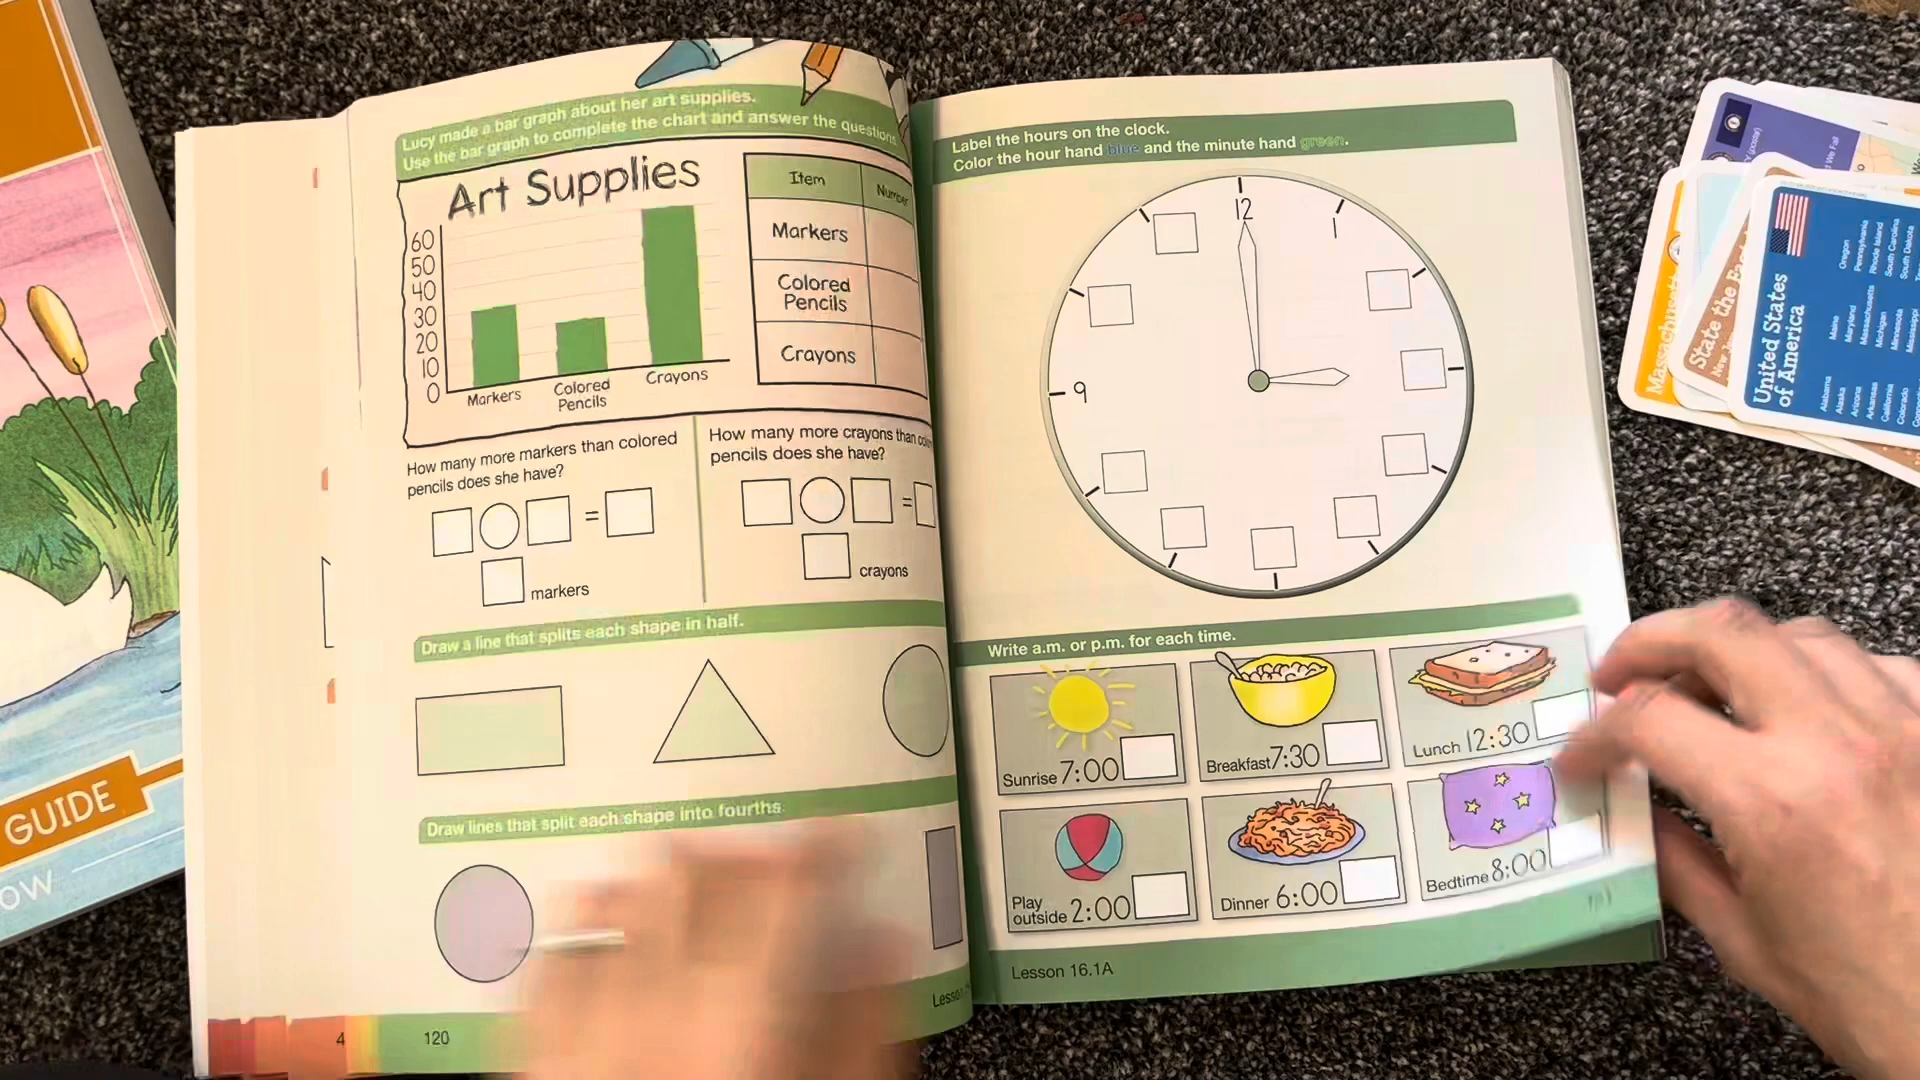 Lucy made a bar graph about her art supplies.
Use the bar graph to complete the chart and answer the questions
Art Supplies
60
50
40
30
20
10
0
Markers
Colored
Pencils
Crayons
Item
Number
Markers
Colored
Pencils
Crayons
How many more markers than colored
pencils does she have?
=
markers
How many more crayons than
pencils does she have?
=
crayons
Draw a line that splits each shape in half.
Draw lines that split each shape into fourths.
4
120
Label the hours on the clock.
Color the hour hand blue and the minute hand green.
12
1
9
Write a.m. or p.m. for each time.
Sunrise 7:00
Breakfast 7:30
Lunch 12:30
Play
outside 2:00
Dinner 6:00
Bedtime 8:00
Lesson 16.1A
GUIDE
OW
Massachusett
State the
United States
of America
Alabama
Alaska
Arizona
Arkansas
California
Colorado
Maine
Maryland
Massachusetts
Michigan
Minnesota
Mississippi
Oregon
Pennsylvania
Rhode Island
South Carolina
South Dakota